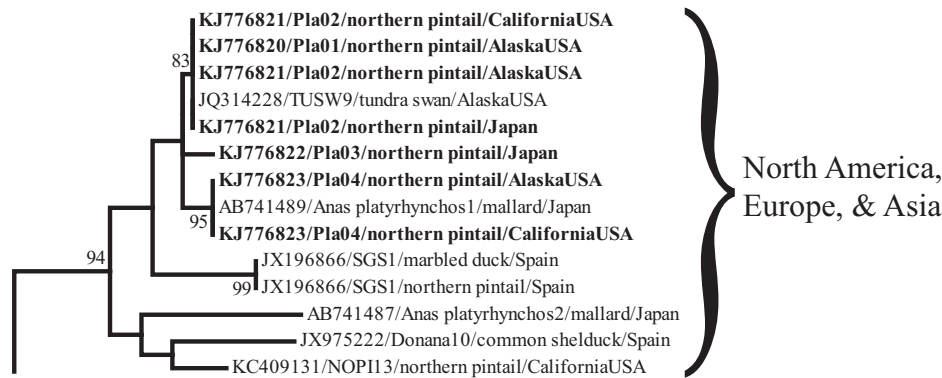 KJ776821/Pla02/northern pintail/CaliforniaUSA
KJ776820/Pla01/northern pintail/AlaskaUSA
83
KJ776821/Pla02/northern pintail/AlaskaUSA
JQ314228/TUSW9/tundra swan/AlaskaUSA
KJ776821/Pla02/northern pintail/Japan
KJ776822/Pla03/northern pintail/Japan
KJ776823/Pla04/northern pintail/AlaskaUSA
AB741489/Anas platyrhynchos1/mallard/Japan
95
KJ776823/Pla04/northern pintail/CaliforniaUSA
94
JX196866/SGS1/marbled duck/Spain
99
JX196866/SGS1/northern pintail/Spain
AB741487/Anas platyrhynchos2/mallard/Japan
JX975222/Donana10/common shelduck/Spain
KC409131/NOPI13/northern pintail/CaliforniaUSA
North America,
Europe, & Asia